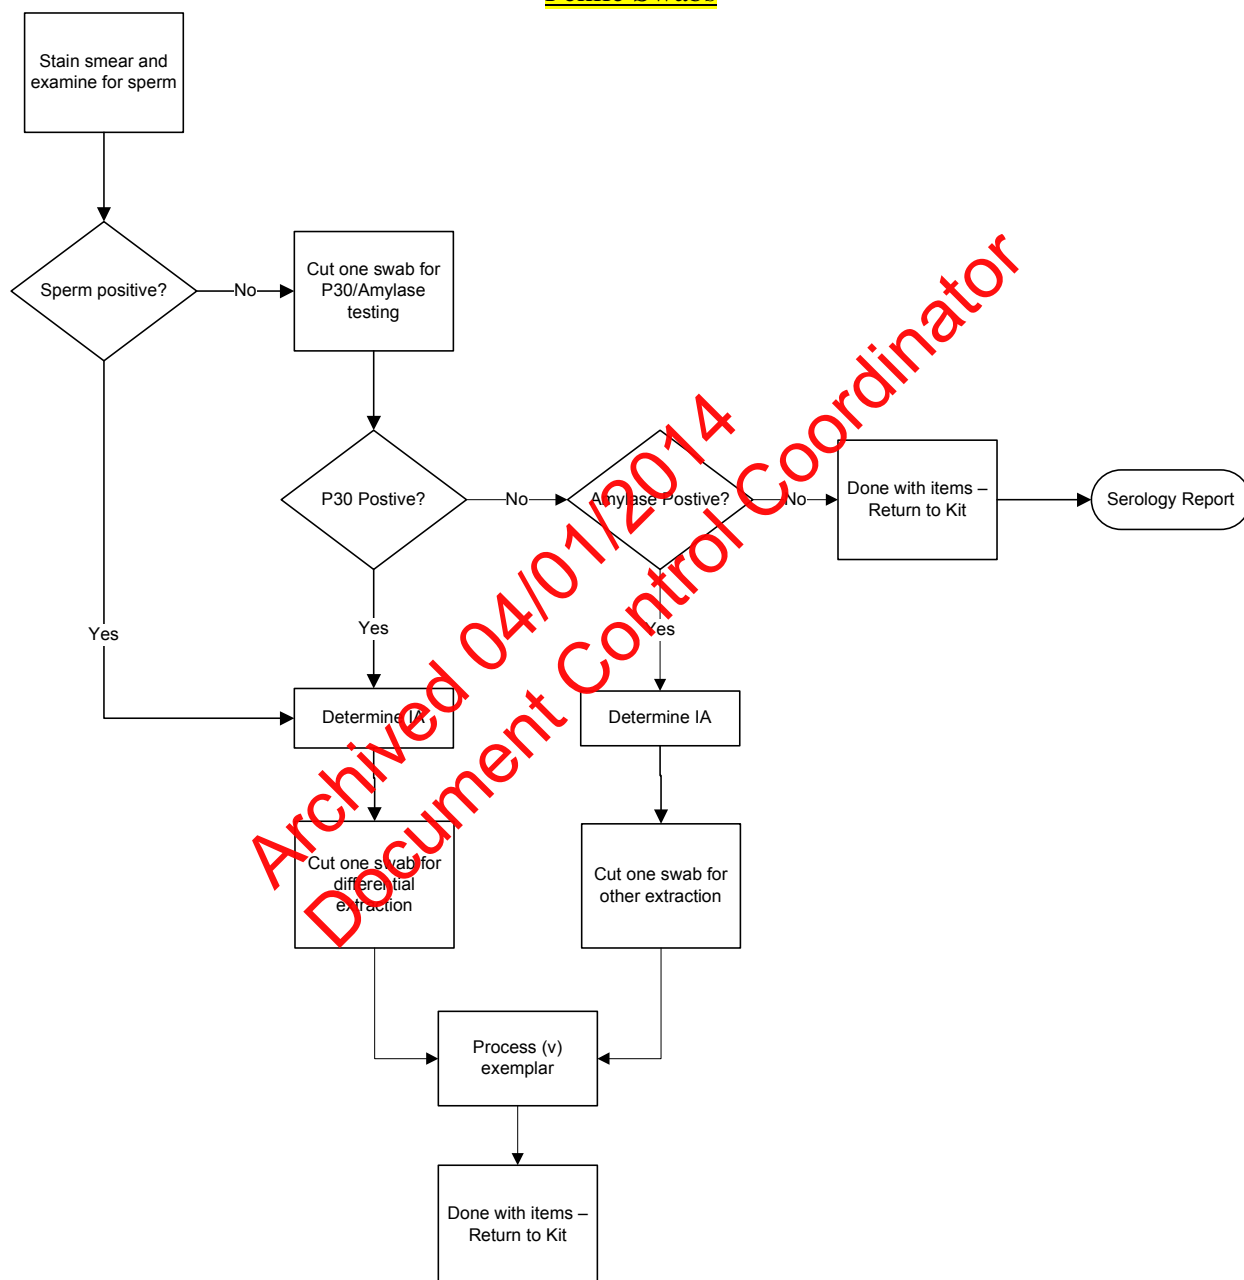 Stain smear and
examine for sperm
Sperm positive?
No
Cut one swab for
P30/Amylase
testing
P30 Postive?
No
Amylase Postive?
No
Done with items –
Return to Kit
Serology Report
Yes
Yes
Yes
Determine IA
Determine IA
Cut one swab for
differential
extraction
Cut one swab for
other extraction
Process (v)
exemplar
Done with items –
Return to Kit
Archived 04/01/2014
Document Control Coordinator